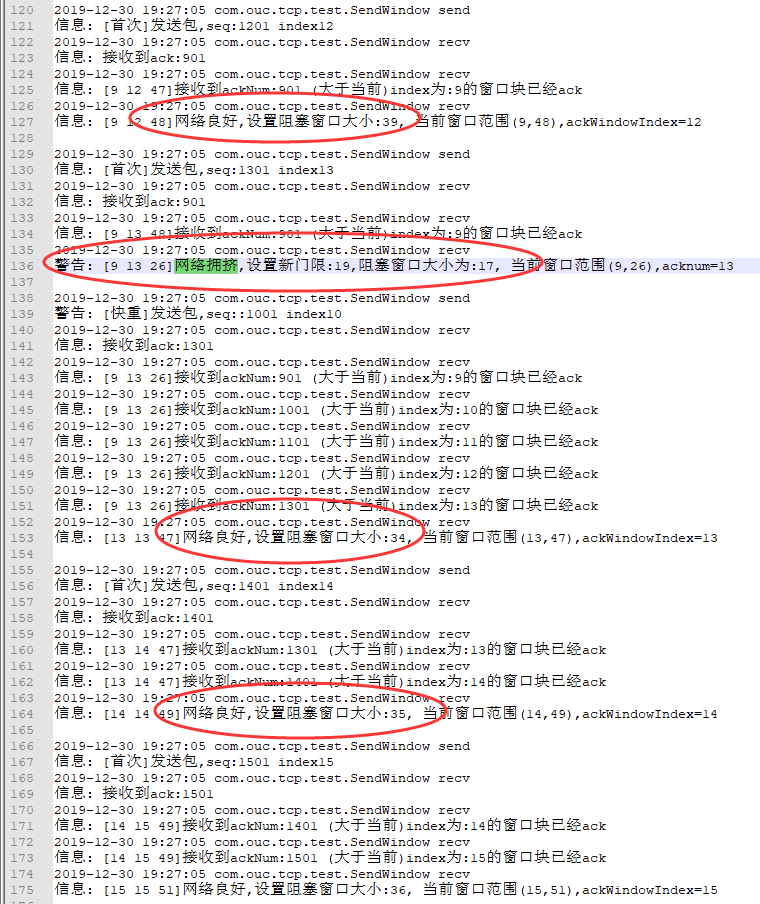 120 2019-12-30 19:27:05 com.ouc.tcp.test.SendWindow send
121 信息: [首次]发送包,seq:1201 index12
122 2019-12-30 19:27:05 com.ouc.tcp.test.SendWindow recv
123 信息: 接收到ack:901
124 2019-12-30 19:27:05 com.ouc.tcp.test.SendWindow recv
125 信息: [9 12 47]接收到ackNum:901 (大于当前)index为:9的窗口块已经ack
126 2019-12-30 19:27:05 com.ouc.tcp.test.SendWindow recv
127 信息: [9 12 48]网络良好,设置阻塞窗口大小:39, 当前窗口范围(9,48),ackWindowIndex=12
128
129 2019-12-30 19:27:05 com.ouc.tcp.test.SendWindow send
130 信息: [首次]发送包,seq:1301 index13
131 2019-12-30 19:27:05 com.ouc.tcp.test.SendWindow recv
132 信息: 接收到ack:901
133 2019-12-30 19:27:05 com.ouc.tcp.test.SendWindow recv
134 信息: [9 13 48]接收到ackNum:901 (大于当前)index为:9的窗口块已经ack
135 2019-12-30 19:27:05 com.ouc.tcp.test.SendWindow recv
136 警告: [9 13 26]网络拥挤,设置新门限:19,阻塞窗口大小为:17, 当前窗口范围(9,26),acknum=13
137
138 2019-12-30 19:27:05 com.ouc.tcp.test.SendWindow send
139 警告: [快重]发送包,seq::1001 index10
140 2019-12-30 19:27:05 com.ouc.tcp.test.SendWindow recv
141 信息: 接收到ack:1301
142 2019-12-30 19:27:05 com.ouc.tcp.test.SendWindow recv
143 信息: [9 13 26]接收到ackNum:901 (大于当前)index为:9的窗口块已经ack
144 2019-12-30 19:27:05 com.ouc.tcp.test.SendWindow recv
145 信息: [9 13 26]接收到ackNum:1001 (大于当前)index为:10的窗口块已经ack
146 2019-12-30 19:27:05 com.ouc.tcp.test.SendWindow recv
147 信息: [9 13 26]接收到ackNum:1101 (大于当前)index为:11的窗口块已经ack
148 2019-12-30 19:27:05 com.ouc.tcp.test.SendWindow recv
149 信息: [9 13 26]接收到ackNum:1201 (大于当前)index为:12的窗口块已经ack
150 2019-12-30 19:27:05 com.ouc.tcp.test.SendWindow recv
151 信息: [9 13 26]接收到ackNum:1301 (大于当前)index为:13的窗口块已经ack
152 2019-12-30 19:27:05 com.ouc.tcp.test.SendWindow recv
153 信息: [13 13 47]网络良好,设置阻塞窗口大小:34, 当前窗口范围(13,47),ackWindowIndex=13
154
155 2019-12-30 19:27:05 com.ouc.tcp.test.SendWindow send
156 信息: [首次]发送包,seq:1401 index14
157 2019-12-30 19:27:05 com.ouc.tcp.test.SendWindow recv
158 信息: 接收到ack:1401
159 2019-12-30 19:27:05 com.ouc.tcp.test.SendWindow recv
160 信息: [13 14 47]接收到ackNum:1301 (大于当前)index为:13的窗口块已经ack
161 2019-12-30 19:27:05 com.ouc.tcp.test.SendWindow recv
162 信息: [13 14 47]接收到ackNum:1401 (大于当前)index为:14的窗口块已经ack
163 2019-12-30 19:27:05 com.ouc.tcp.test.SendWindow recv
164 信息: [14 14 49]网络良好,设置阻塞窗口大小:35, 当前窗口范围(14,49),ackWindowIndex=14
165
166 2019-12-30 19:27:05 com.ouc.tcp.test.SendWindow send
167 信息: [首次]发送包,seq:1501 index15
168 2019-12-30 19:27:05 com.ouc.tcp.test.SendWindow recv
169 信息: 接收到ack:1501
170 2019-12-30 19:27:05 com.ouc.tcp.test.SendWindow recv
171 信息: [14 15 49]接收到ackNum:1401 (大于当前)index为:14的窗口块已经ack
172 2019-12-30 19:27:05 com.ouc.tcp.test.SendWindow recv
173 信息: [14 15 49]接收到ackNum:1501 (大于当前)index为:15的窗口块已经ack
174 2019-12-30 19:27:05 com.ouc.tcp.test.SendWindow recv
175 信息: [15 15 51]网络良好,设置阻塞窗口大小:36, 当前窗口范围(15,51),ackWindowIndex=15